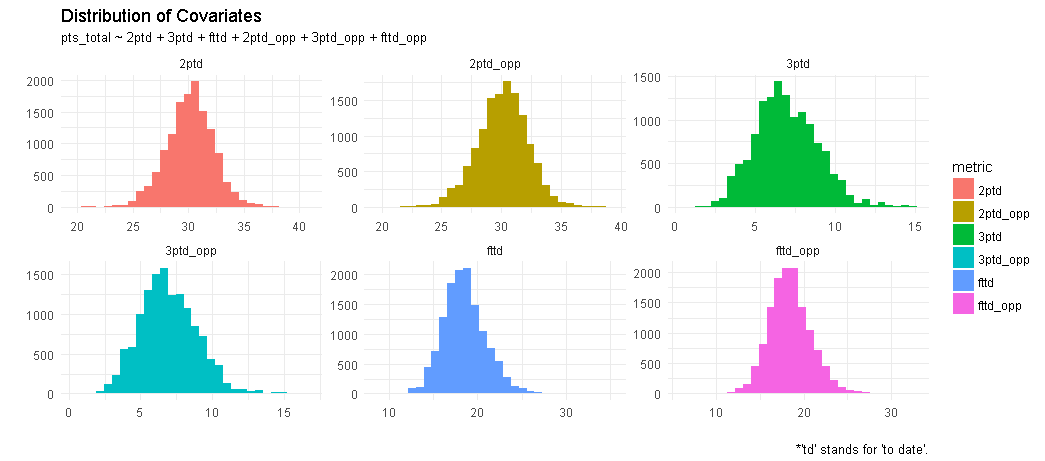 Distribution of Covariates
pts_total ~ 2ptd + 3ptd + fttd + 2ptd_opp + 3ptd_opp + fttd_opp
2ptd
2000
1500
1000
500
0
20 25 30 35 40
2ptd_opp
1500
1000
500
0
20 25 30 35 40
3ptd
1500
1000
500
0
0 5 10 15
3ptd_opp
1500
1000
500
0
0 5 10 15
fttd
2000
1500
1000
500
0
10 20 30
fttd_opp
2000
1500
1000
500
0
10 20 30
metric
2ptd
2ptd_opp
3ptd
3ptd_opp
fttd
fttd_opp
*'td' stands for 'to date'.